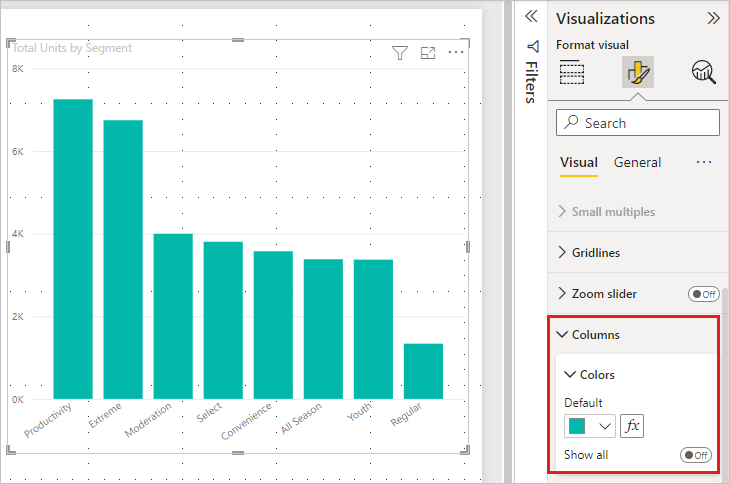 Total Units by Segment
8K
6K
4K
2K
0K
Productivity
Extreme
Moderation
Select
Convenience
All Season
Youth
Regular
Filters
Visualizations
Format visual
Search
Visual General
Small multiples
Gridlines
Zoom slider Off
Columns
Colors
Default
fx
Show all Off